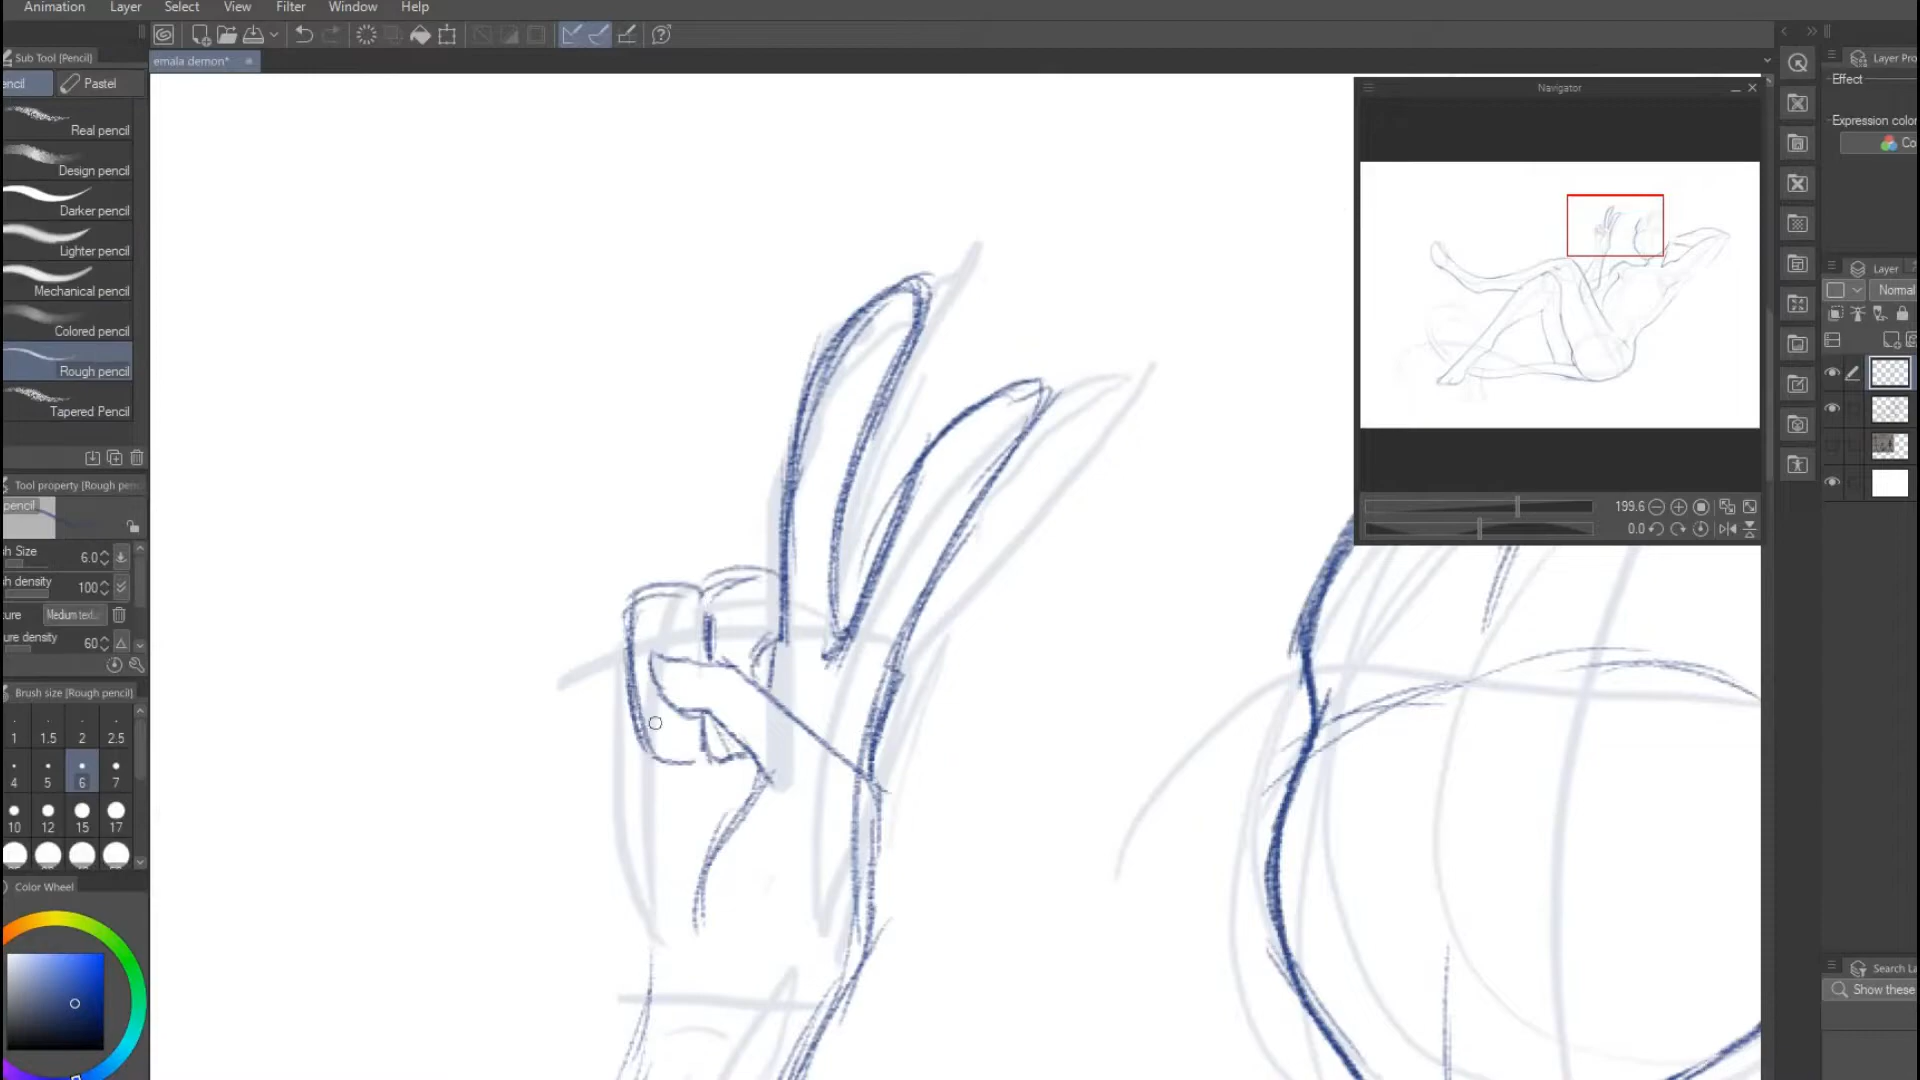 Animation Layer Select View Filter Window Help
Sub Tool [Pencil]
emala demon*
encil Pastel
Real pencil
Design pencil
Darker pencil
Lighter pencil
Mechanical pencil
Colored pencil
Rough pencil
Tapered Pencil
Tool property [Rough pen
pencil
sh Size 6.0
sh density 100
ture Medium textu
ure density 60
Brush size [Rough pencil]
1 1.5 2 2.5
4 5 6 7
10 12 15 17
Color Wheel
Navigator
199.6
0.0
Layer Pro
Effect
Expression color
Co
Layer
Normal
Search La
Show these